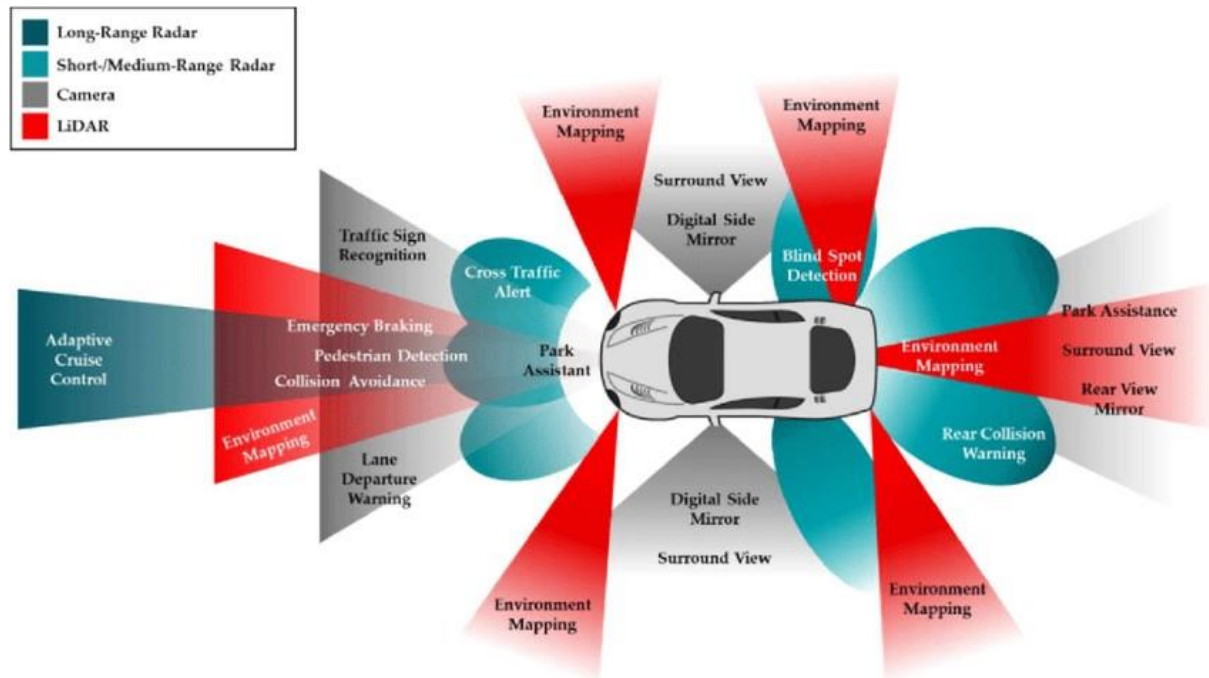 Long-Range Radar
Short-/Medium-Range Radar
Camera
LiDAR
Environment
Mapping
Environment
Mapping
Surround View
Digital Side
Mirror
Traffic Sign
Recognition
Cross Traffic
Alert
Blind Spot
Detection
Adaptive
Cruise
Control
Emergency Braking
Pedestrian Detection
Collision Avoidance
Park
Assistant
Environment
Mapping
Park Assistance
Surround View
Rear View
Mirror
Environment
Mapping
Lane
Departure
Warning
Rear Collision
Warning
Digital Side
Mirror
Surround View
Environment
Mapping
Environment
Mapping